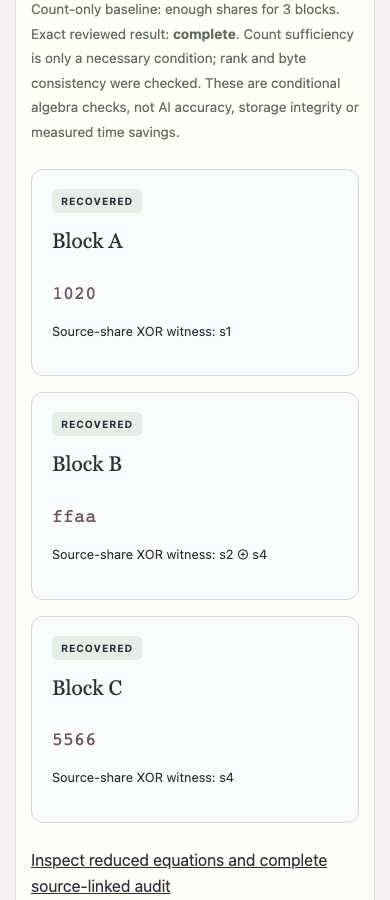 Count-only baseline: enough shares for 3 blocks.
Exact reviewed result: complete. Count sufficiency
is only a necessary condition; rank and byte
consistency were checked. These are conditional
algebra checks, not AI accuracy, storage integrity or
measured time savings.
RECOVERED
Block A
1020
Source-share XOR witness: s1
RECOVERED
Block B
ffaa
Source-share XOR witness: s2 ⊕ s4
RECOVERED
Block C
5566
Source-share XOR witness: s4
Inspect reduced equations and complete
source-linked audit